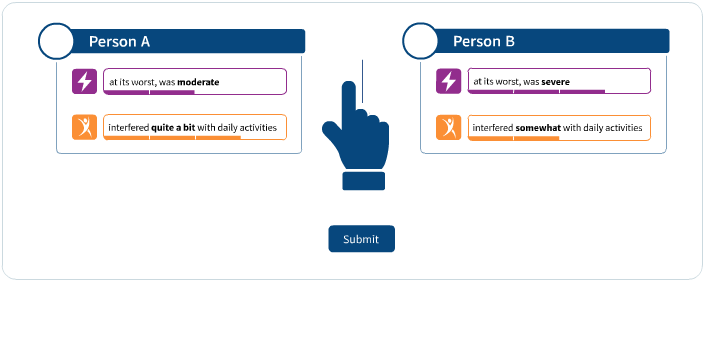 Person A
at its worst, was moderate
interfered quite a bit with daily activities
Person B
at its worst, was severe
interfered somewhat with daily activities
Submit